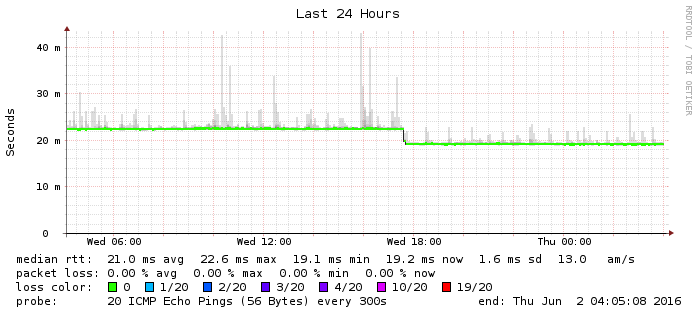 Last 24 Hours
RRDTOOL / TOBI OETIKER
Seconds
40 m
30 m
20 m
10 m
0
Wed 06:00 Wed 12:00 Wed 18:00 Thu 00:00
median rtt: 21.0 ms avg 22.6 ms max 19.1 ms min 19.2 ms now 1.6 ms sd 13.0 am/s
packet loss: 0.00 % avg 0.00 % max 0.00 % min 0.00 % now
loss color: 0 1/20 2/20 3/20 4/20 10/20 19/20
probe: 20 ICMP Echo Pings (56 Bytes) every 300s end: Thu Jun 2 04:05:08 2016